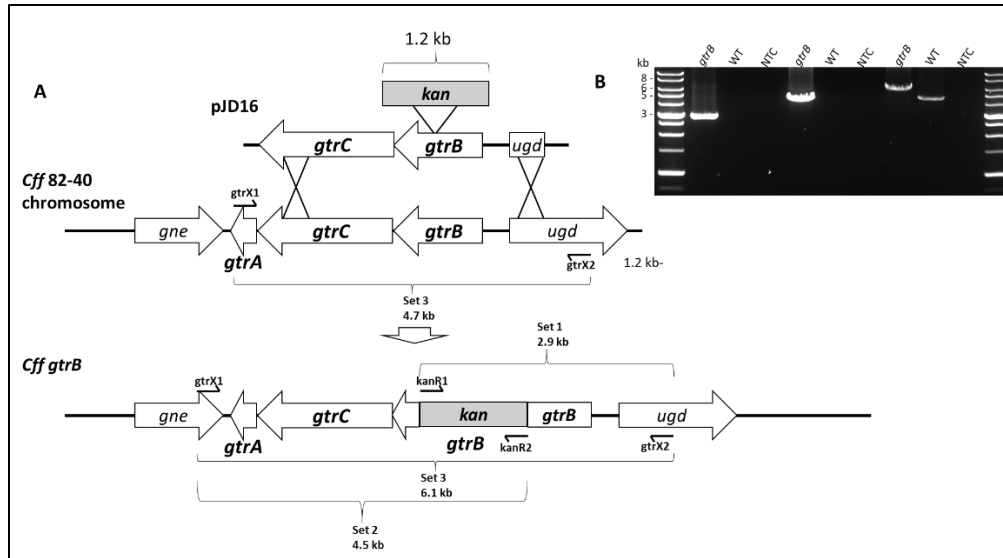 1.2 kb
kan
A
pJD16
gtrC
gtrB
ugd
Cff 82-40
chromosome
gtrX1
gne
gtrA
gtrC
gtrB
ugd
gtrX2
1.2 kb-
Set 3
4.7 kb
Set 1
2.9 kb
Cff gtrB
gtrX1
kanR1
gne
gtrA
gtrC
kan
gtrB
ugd
gtrB
kanR2
gtrX2
Set 3
6.1 kb
Set 2
4.5 kb
B
gtrB WT NTC gtrB WT NTC gtrB WT NTC
kb
8 -
6 -
5 -
3 -